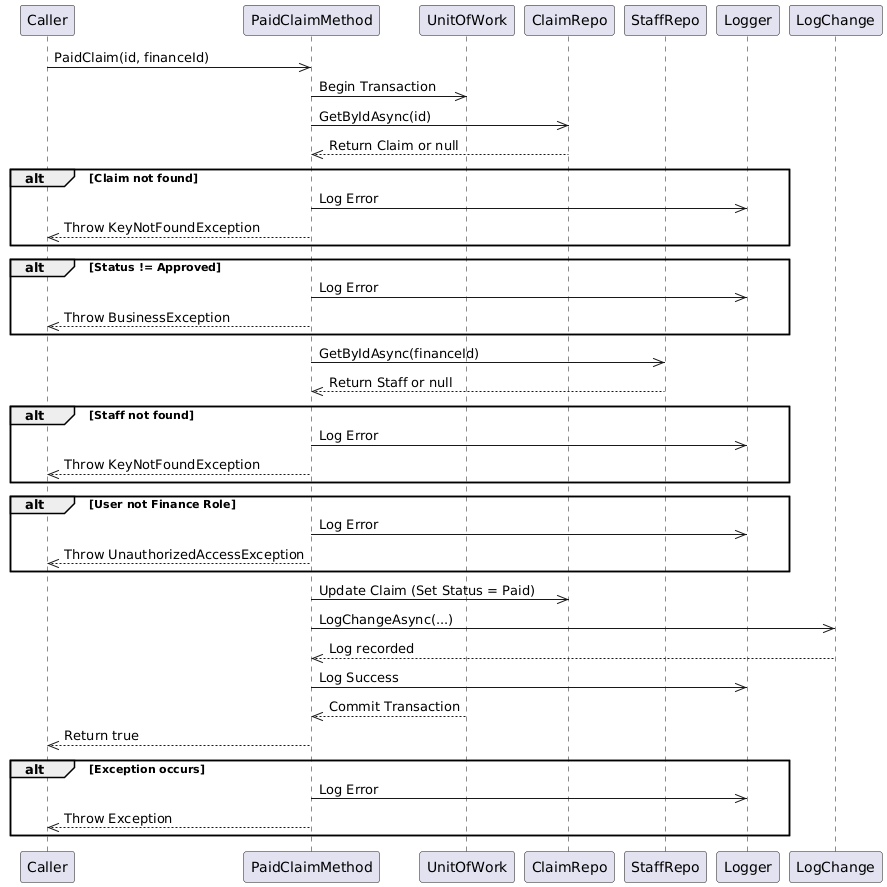 Caller PaidClaimMethod UnitOfWork ClaimRepo StaffRepo Logger LogChange
PaidClaim(id, financeId)
Begin Transaction
GetByIdAsync(id)
Return Claim or null
alt [Claim not found]
Log Error
Throw KeyNotFoundException
alt [Status != Approved]
Log Error
Throw BusinessException
GetByIdAsync(financeId)
Return Staff or null
alt [Staff not found]
Log Error
Throw KeyNotFoundException
alt [User not Finance Role]
Log Error
Throw UnauthorizedAccessException
Update Claim (Set Status = Paid)
LogChangeAsync(...)
Log recorded
Log Success
Commit Transaction
Return true
alt [Exception occurs]
Log Error
Throw Exception
Caller PaidClaimMethod UnitOfWork ClaimRepo StaffRepo Logger LogChange